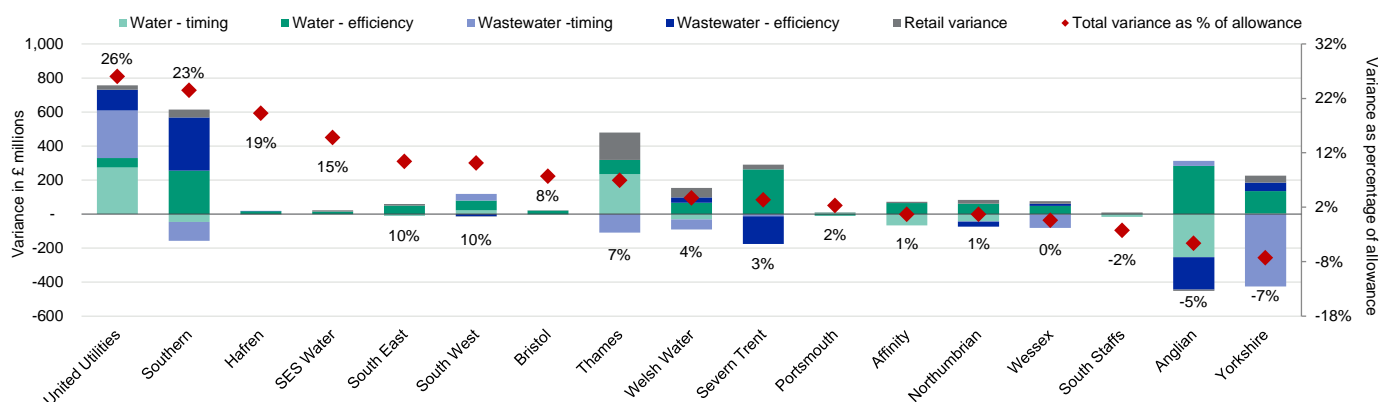 Water - timing Water - efficiency Wastewater -timing Wastewater - efficiency Retail variance Total variance as % of allowance
Variance in £ millions
1,000
800
600
400
200
-
-200
-400
-600
26%
23%
19%
15%
10%
10%
8%
7%
4%
3%
2%
1%
1%
0%
-2%
-5%
-7%
32%
22%
12%
2%
-8%
-18%
Variance as percentage of allowance
United Utilities
Southern
Hafren
SES Water
South East
South West
Bristol
Thames
Welsh Water
Severn Trent
Portsmouth
Affinity
Northumbrian
Wessex
South Staffs
Anglian
Yorkshire